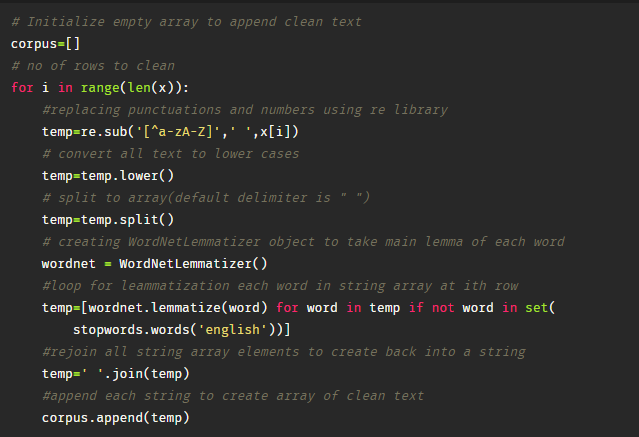 # Initialize empty array to append clean text
corpus=[]
# no of rows to clean
for i in range(len(x)):
    #replacing punctuations and numbers using re library
    temp=re.sub('[^a-zA-Z]',' ',x[i])
    # convert all text to lower cases
    temp=temp.lower()
    # split to array(default delimiter is " ")
    temp=temp.split()
    # creating WordNetLemmatizer object to take main lemma of each word
    wordnet = WordNetLemmatizer()
    #loop for leammatization each word in string array at ith row
    temp=[wordnet.lemmatize(word) for word in temp if not word in set(
        stopwords.words('english'))]
    #rejoin all string array elements to create back into a string
    temp=' '.join(temp)
    #append each string to create array of clean text
    corpus.append(temp)